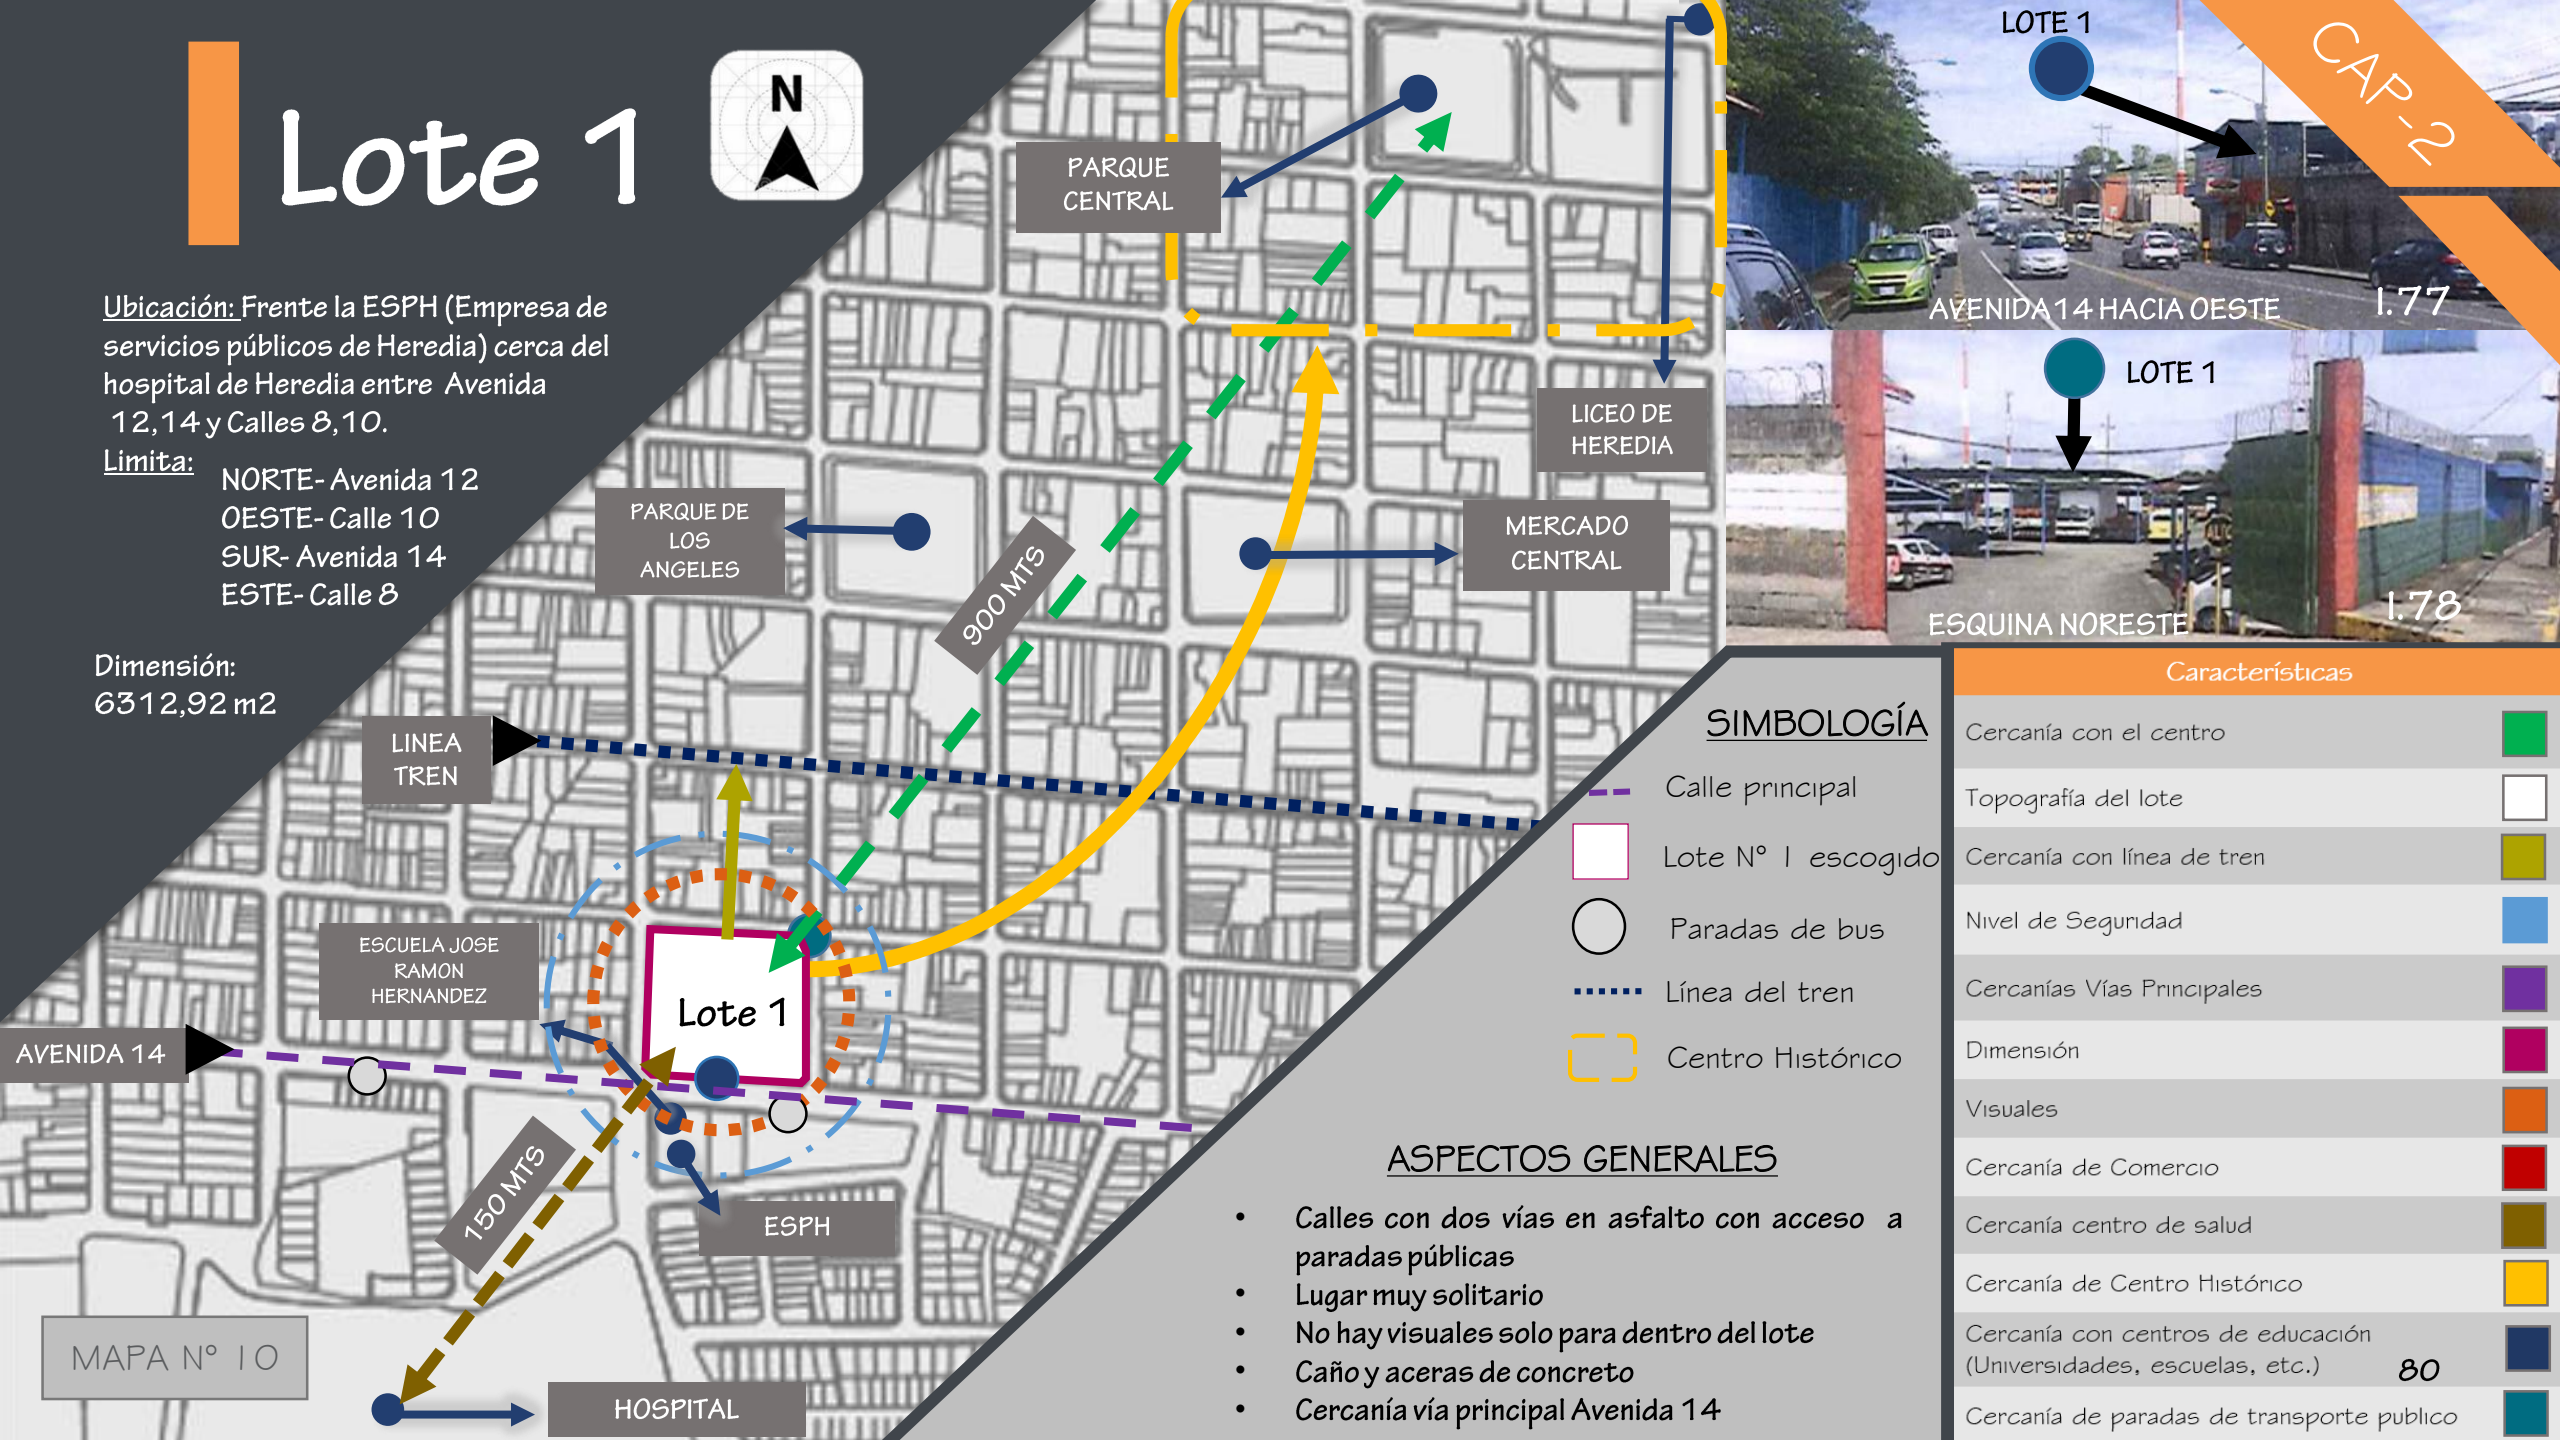 Lote 1
N
Ubicación: Frente la ESPH (Empresa de
servicios públicos de Heredia) cerca del
hospital de Heredia entre Avenida
12,14 y Calles 8,10.
Limita:
NORTE- Avenida 12
OESTE- Calle 10
SUR- Avenida 14
ESTE- Calle 8
Dimensión:
6312,92 m2
PARQUE
CENTRAL
LICEO DE
HEREDIA
PARQUE DE
LOS
ANGELES
MERCADO
CENTRAL
900 MTS
LINEA
TREN
ESCUELA JOSE
RAMON
HERNANDEZ
Lote 1
AVENIDA 14
150 MTS
ESPH
HOSPITAL
MAPA N° 10
LOTE 1
CAP-2
AVENIDA14 HACIA OESTE
1.77
LOTE 1
ESQUINA NORESTE
1.78
SIMBOLOGÍA
Calle principal
Lote N° 1 escogido
Paradas de bus
Línea del tren
Centro Histórico
ASPECTOS GENERALES
• Calles con dos vías en asfalto con acceso a
paradas públicas
• Lugar muy solitario
• No hay visuales solo para dentro del lote
• Caño y aceras de concreto
• Cercanía vía principal Avenida 14
Características
Cercanía con el centro
Topografía del lote
Cercanía con línea de tren
Nivel de Seguridad
Cercanías Vías Principales
Dimensión
Visuales
Cercanía de Comercio
Cercanía centro de salud
Cercanía de Centro Histórico
Cercanía con centros de educación
(Universidades, escuelas, etc.)
80
Cercanía de paradas de transporte publico